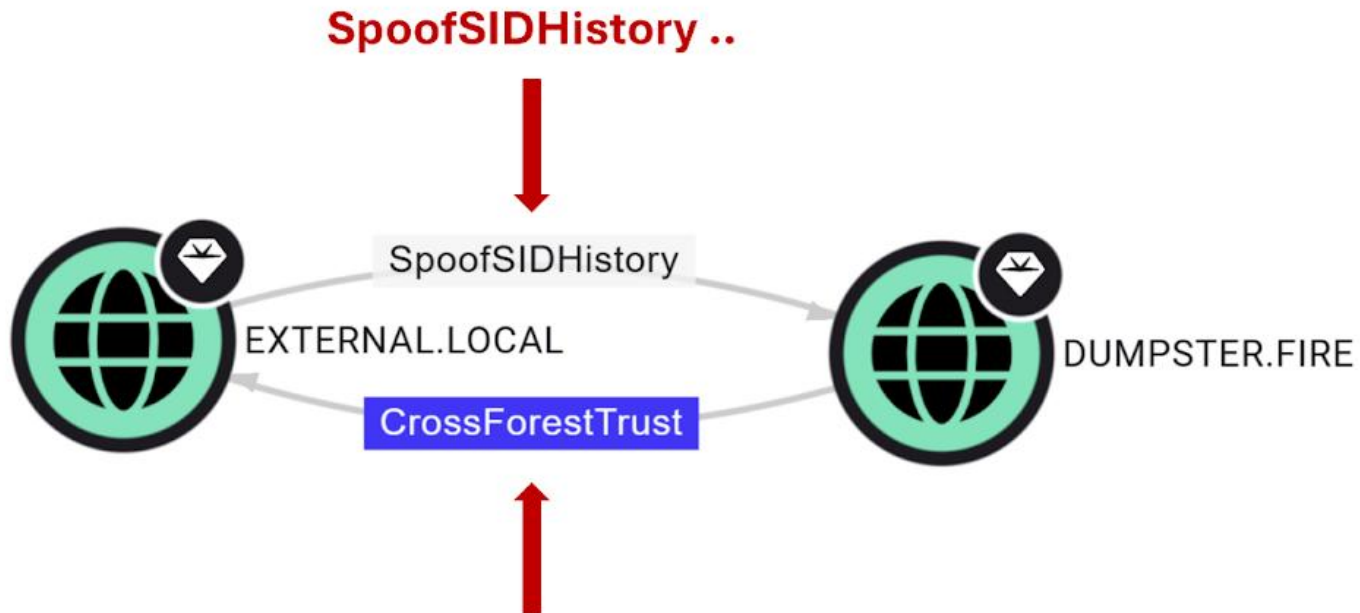 SpoofSIDHistory ..
SpoofSIDHistory
EXTERNAL.LOCAL
DUMPSTER.FIRE
CrossForestTrust